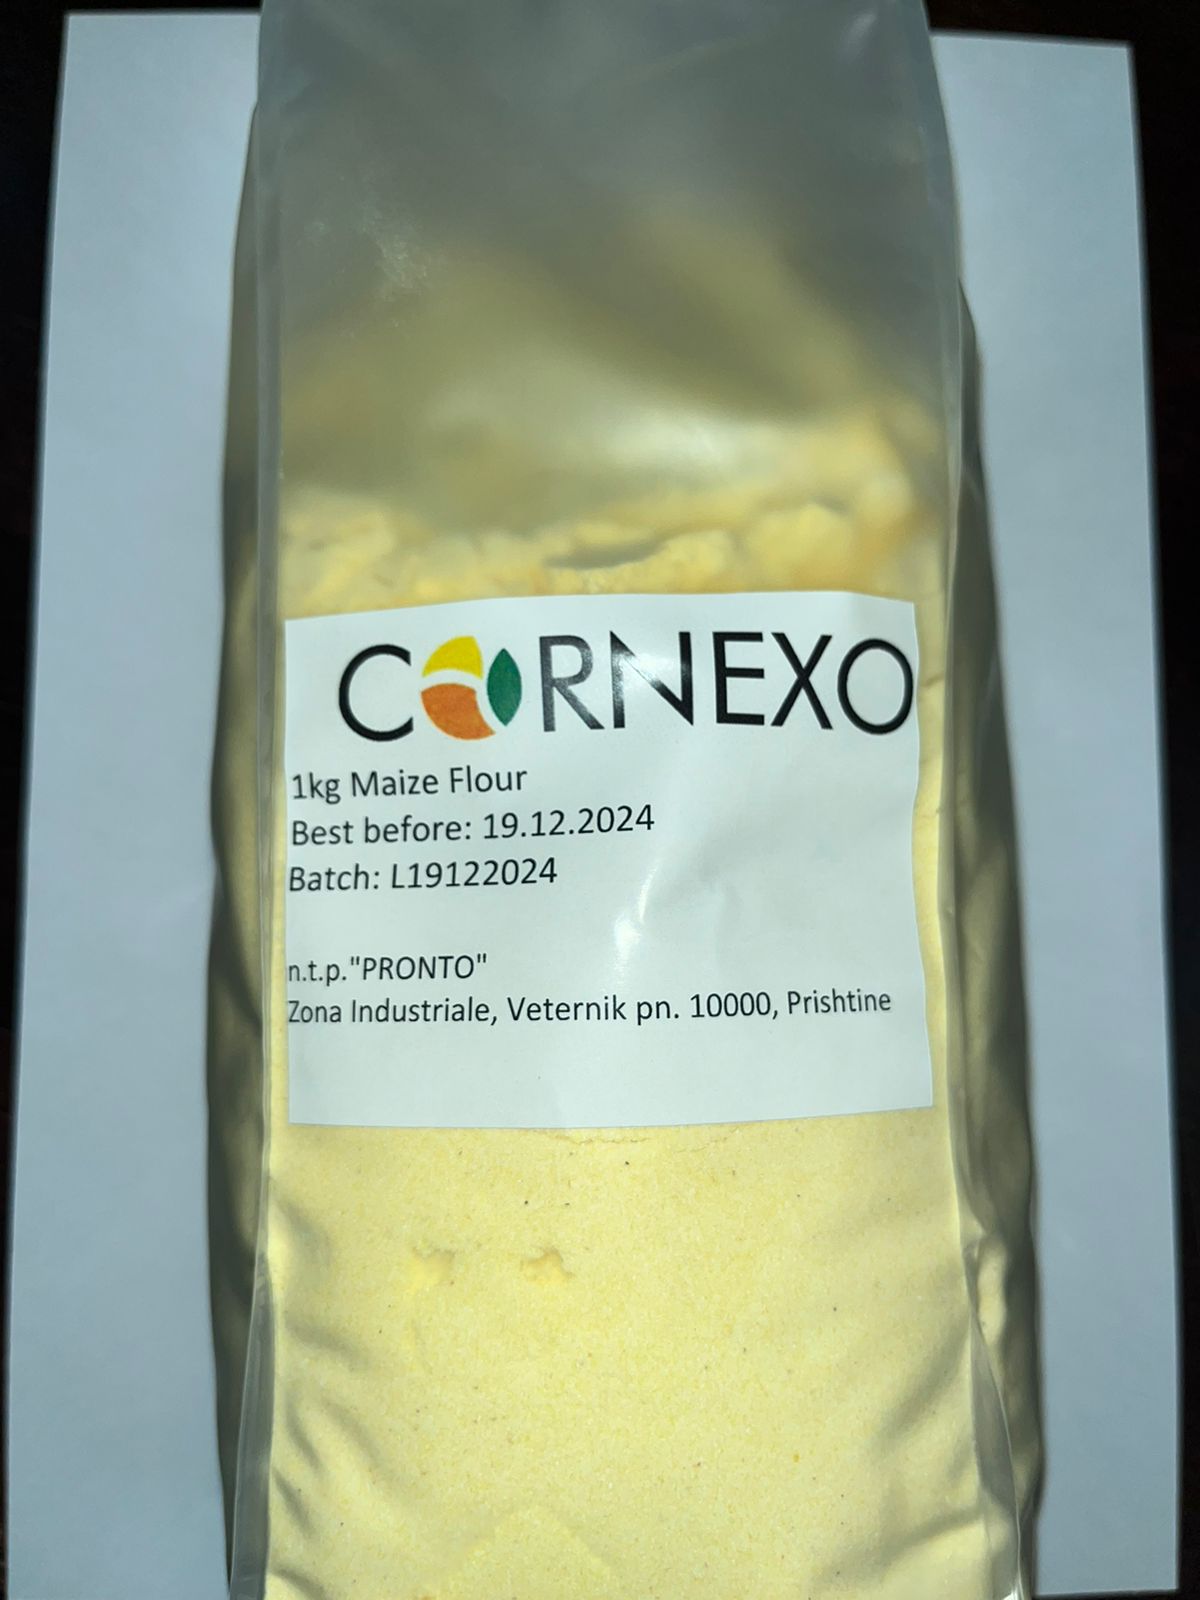 CORNEXO
1kg Maize Flour
Best before: 19.12.2024
Batch: L19122024
n.t.p."PRONTO"
Zona Industriale, Veternik pn. 10000, Prishtine